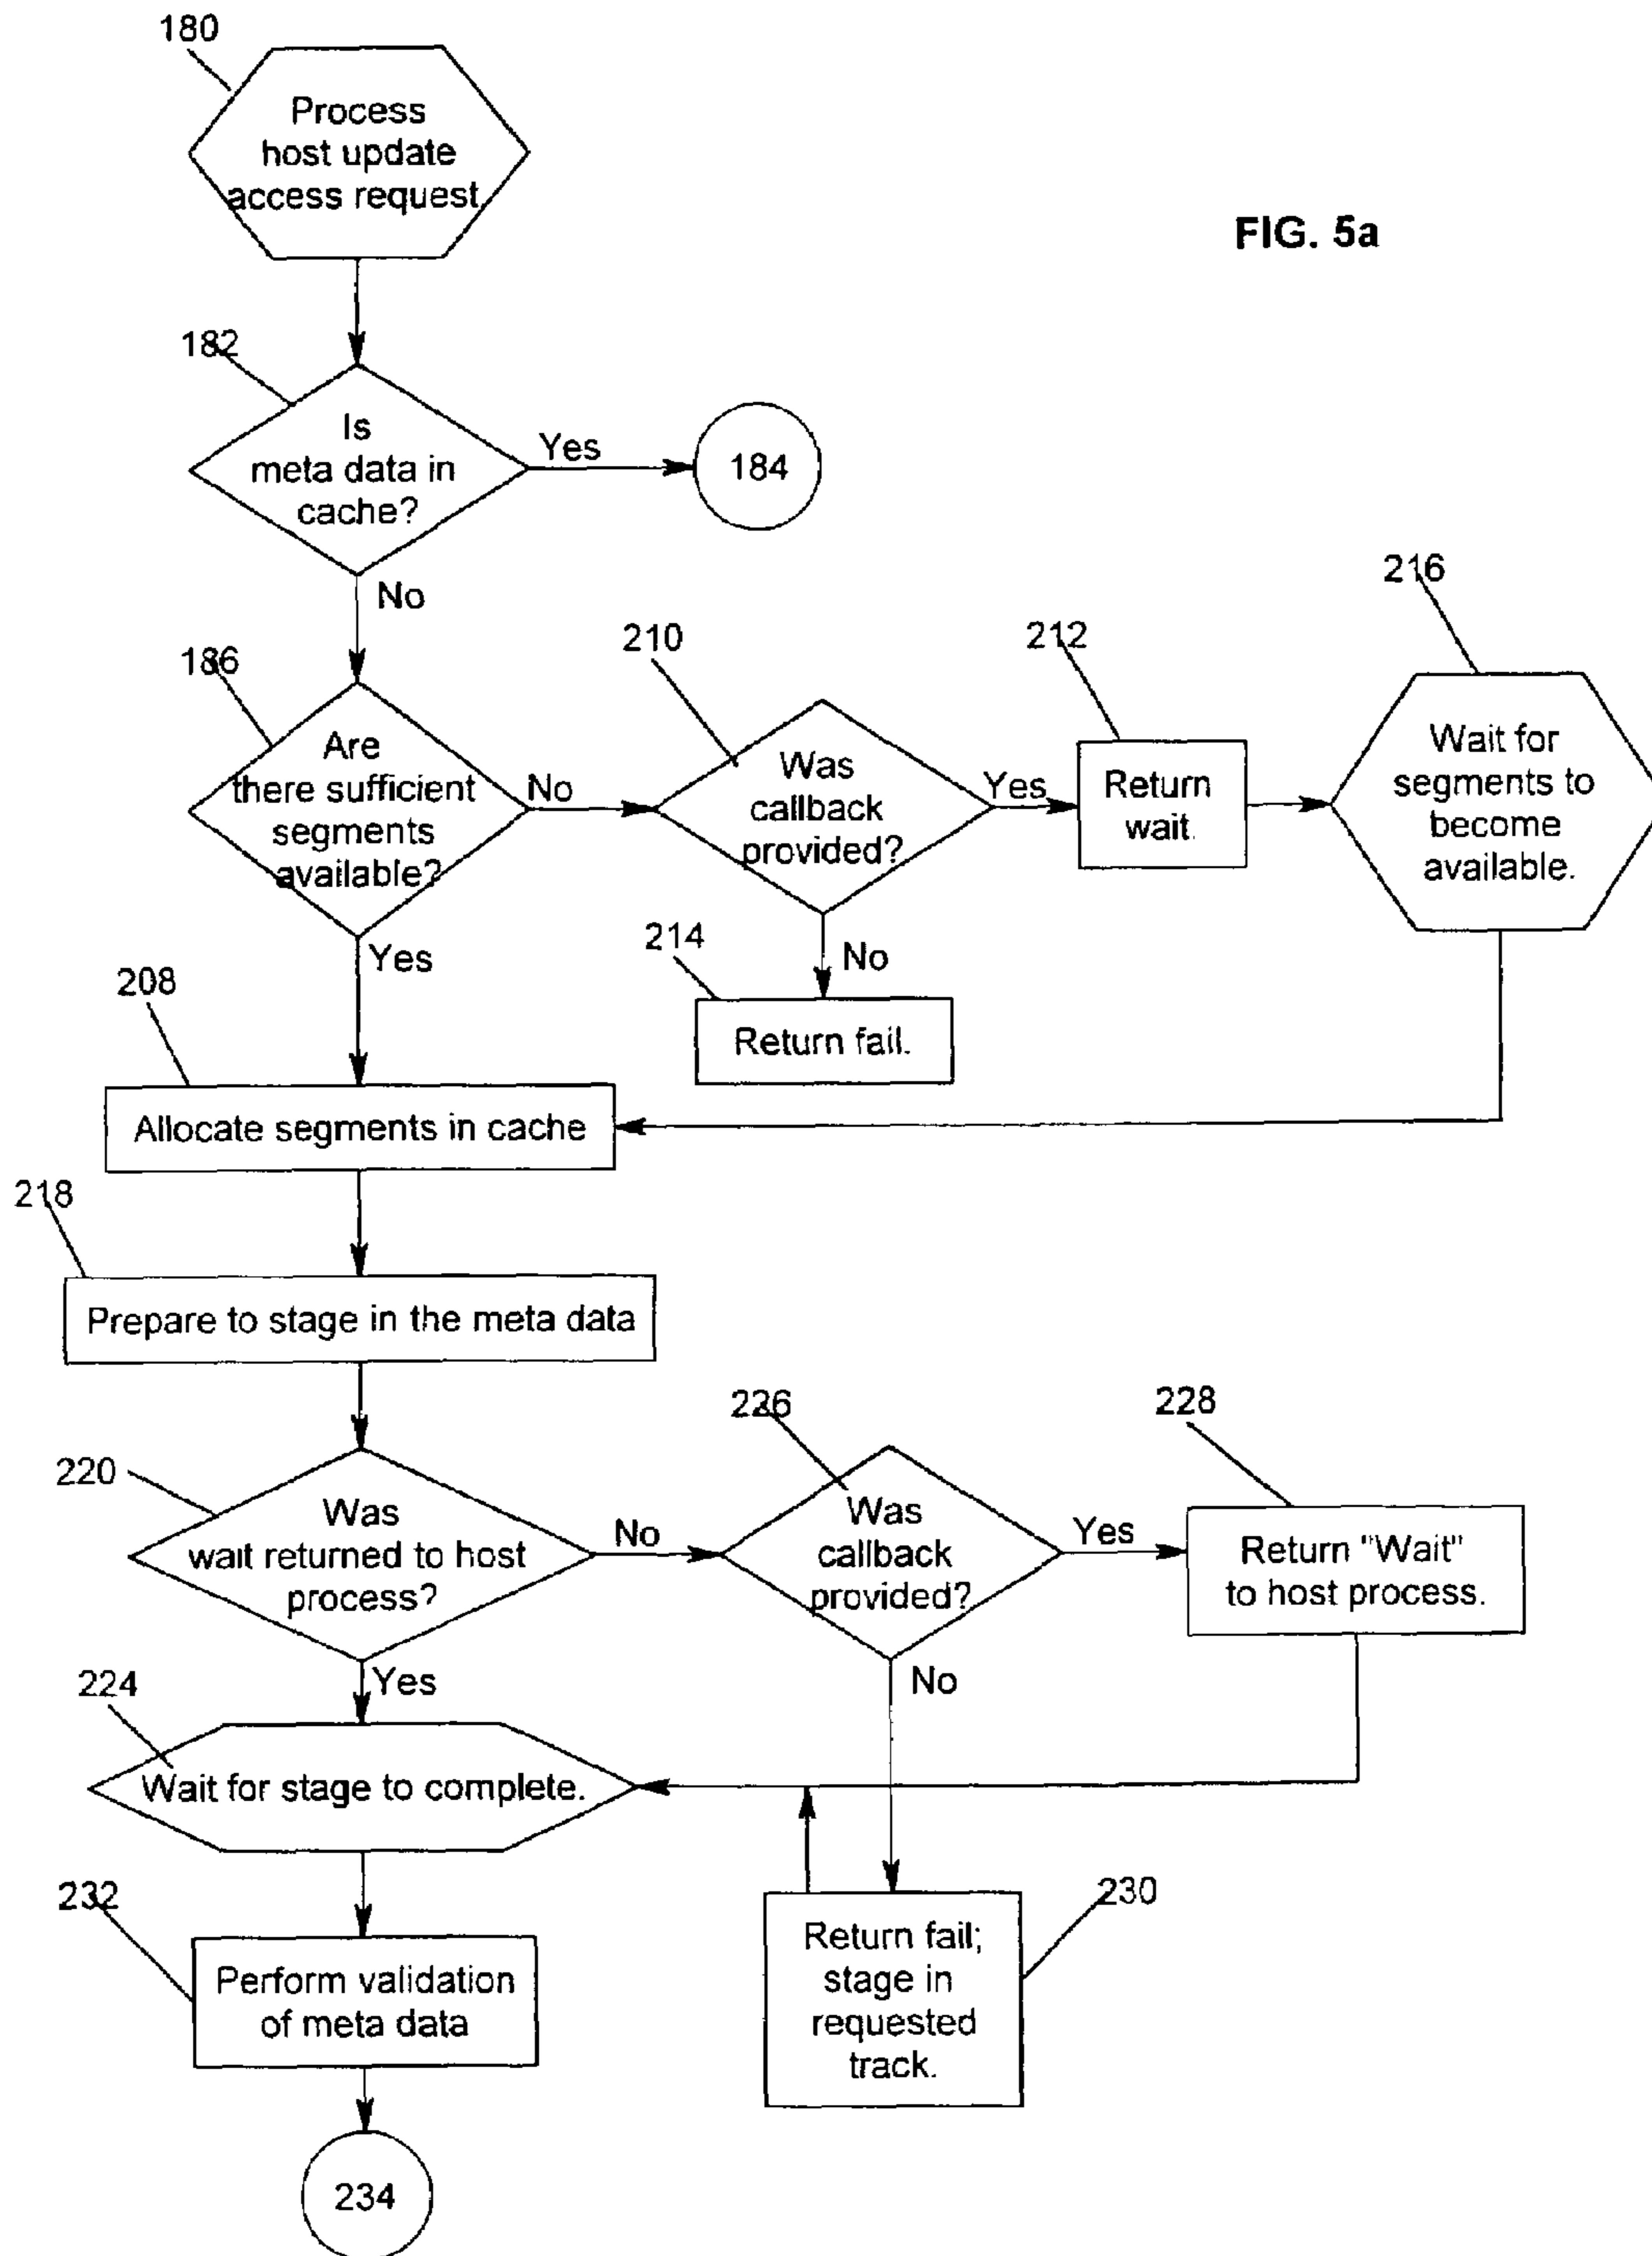 180
Process
host update
access request.
FIG. 5a
182
Is
meta data in
cache?
Yes
184
No
216
186
210
212
Are
there sufficient
segments
available?
No
Was
callback
provided?
Yes
Return
wait.
Wait for
segments to
become
available.
Yes
214
No
208
Return fail.
Allocate segments in cache
218
Prepare to stage in the meta data
226
228
220
Was
wait returned to host
process?
No
Was
callback
provided?
Yes
Return "Wait"
to host process.
224
Yes
No
Wait for stage to complete.
232
230
Perform validation
of meta data
Return fail;
stage in
requested
track.
234